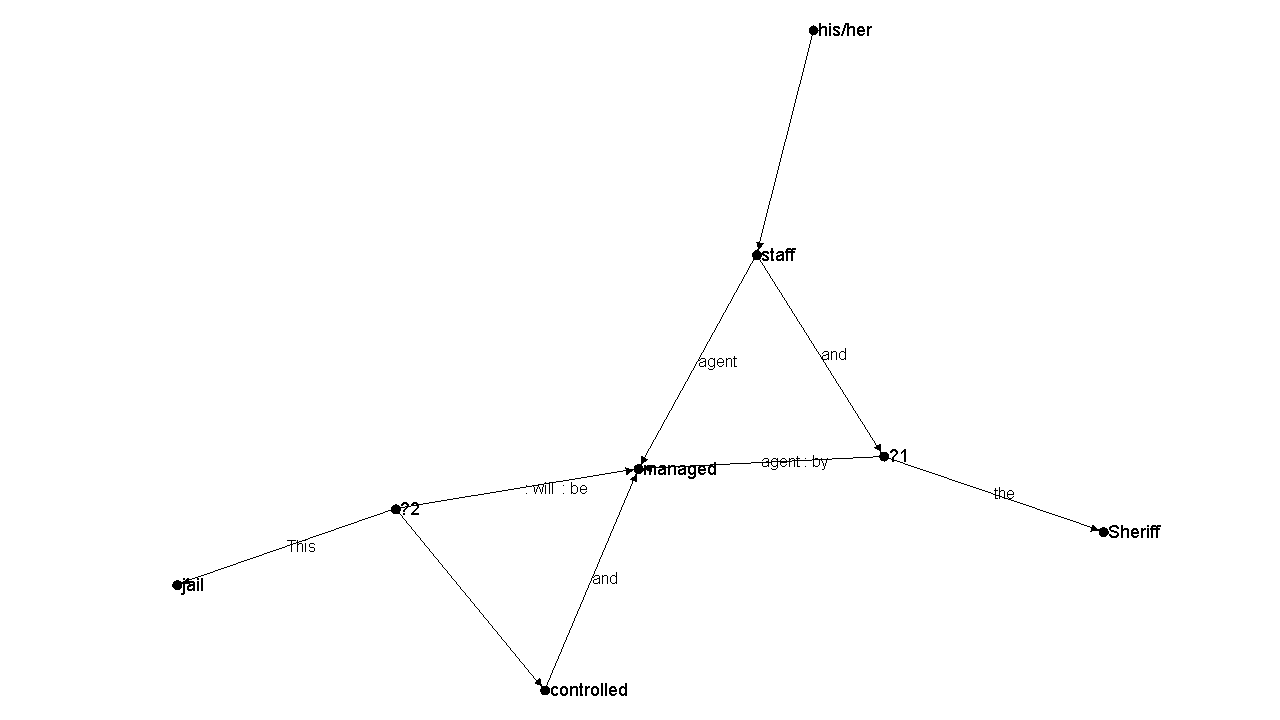 his/her
staff
agent
and
?1
managed
agent : by
the
: will : be
?2
Sheriff
This
jail
and
controlled